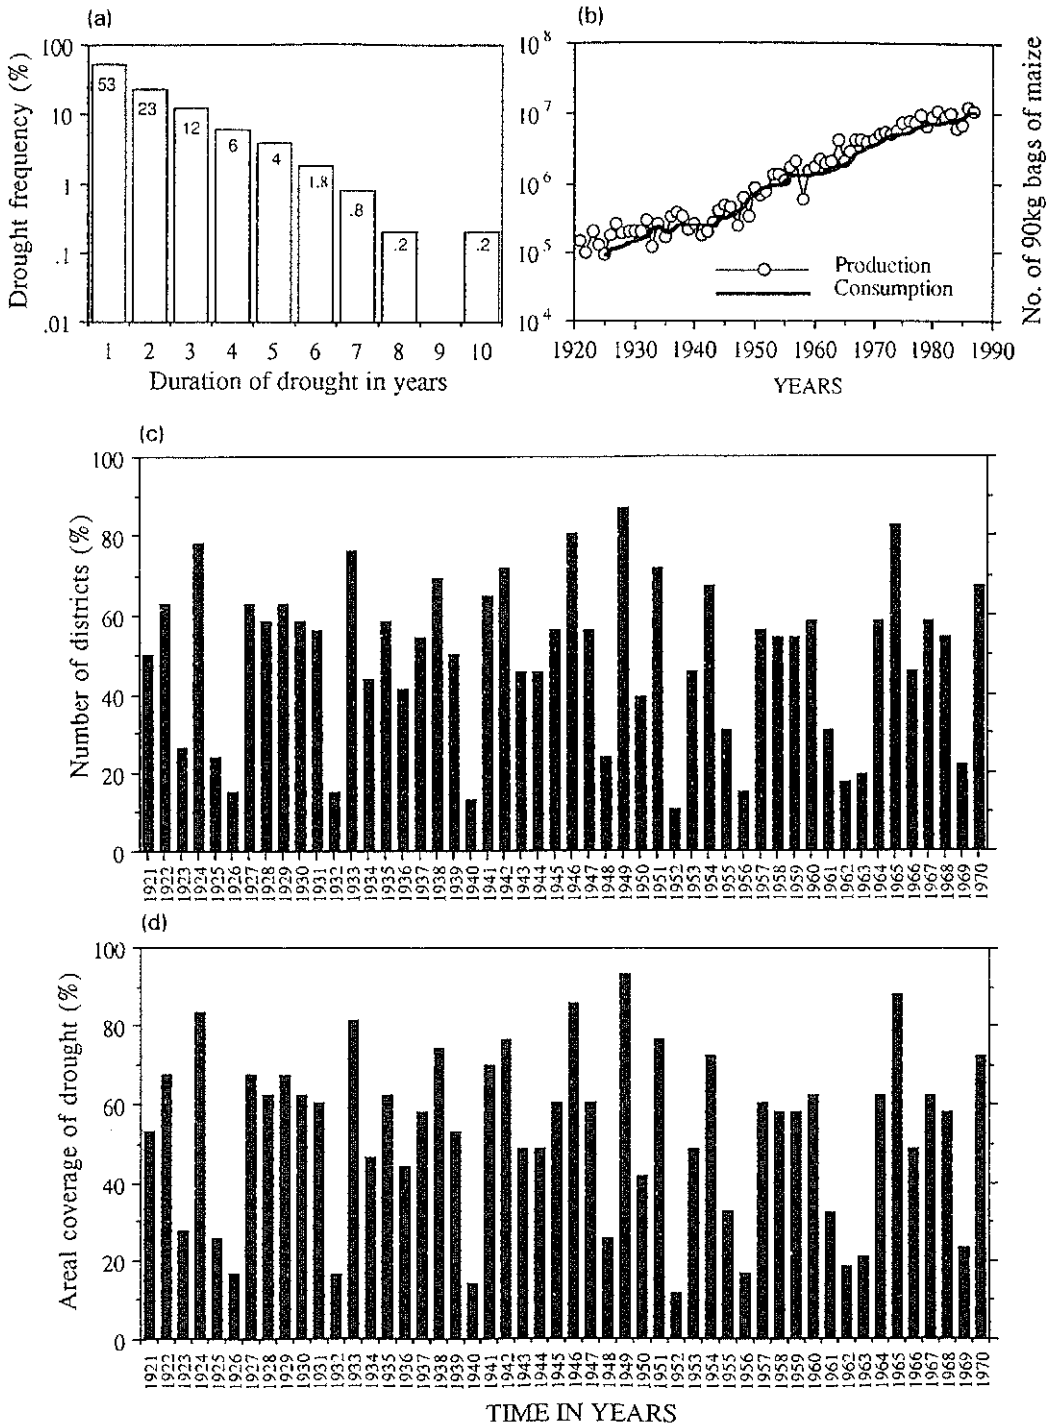 (a)
Drought frequency (%)
100
10
1
.1
.01
53
23
12
6
4
1.8
.8
.2
.2
1 2 3 4 5 6 7 8 9 10
Duration of drought in years
(b)
10^8
10^7
10^6
10^5
10^4
Production
Consumption
No. of 90kg bags of maize
1920 1930 1940 1950 1960 1970 1980 1990
YEARS
(c)
Number of districts (%)
100
80
60
40
20
0
1921 1922 1923 1924 1925 1926 1927 1928 1929 1930 1931 1932 1933 1934 1935 1936 1937 1938 1939 1940 1941 1942 1943 1944 1945 1946 1947 1948 1949 1950 1951 1952 1953 1954 1955 1956 1957 1958 1959 1960 1961 1962 1963 1964 1965 1966 1967 1968 1969 1970
(d)
Areal coverage of drought (%)
100
80
60
40
20
0
1921 1922 1923 1924 1925 1926 1927 1928 1929 1930 1931 1932 1933 1934 1935 1936 1937 1938 1939 1940 1941 1942 1943 1944 1945 1946 1947 1948 1949 1950 1951 1952 1953 1954 1955 1956 1957 1958 1959 1960 1961 1962 1963 1964 1965 1966 1967 1968 1969 1970
TIME IN YEARS